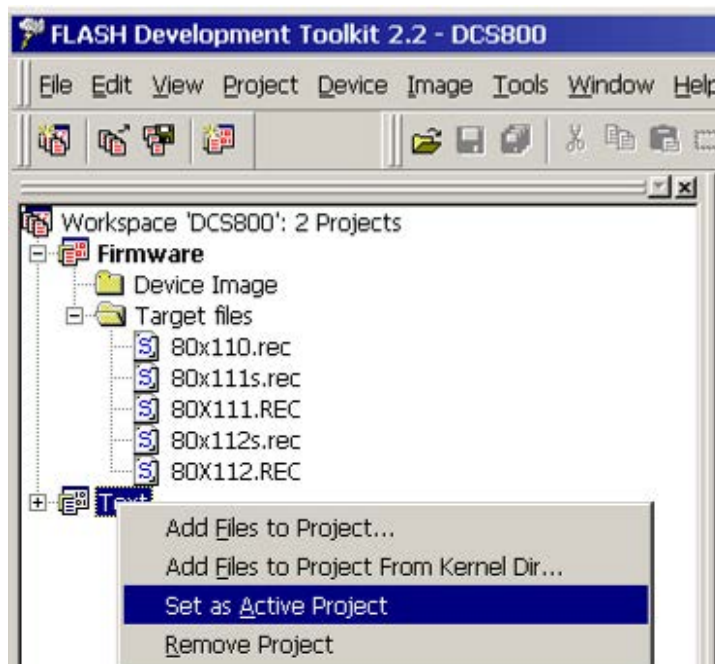 FLASH Development Toolkit 2.2 - DCS800
File Edit View Project Device Image Tools Window Help
Workspace 'DCS800': 2 Projects
Firmware
Device Image
Target files
80x110.rec
80x111s.rec
80X111.REC
80x112s.rec
80X112.REC
Text
Add Files to Project...
Add Files to Project From Kernel Dir...
Set as Active Project
Remove Project